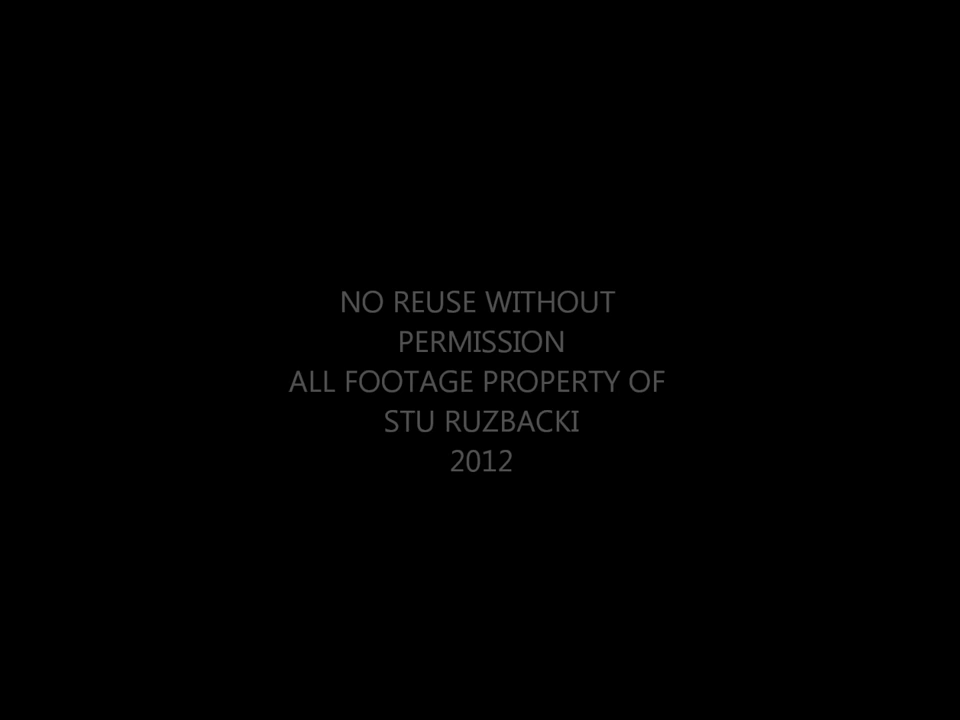 NO REUSE WITHOUT
PERMISSION
ALL FOOTAGE PROPERTY OF
STU RUZBACKI
2012